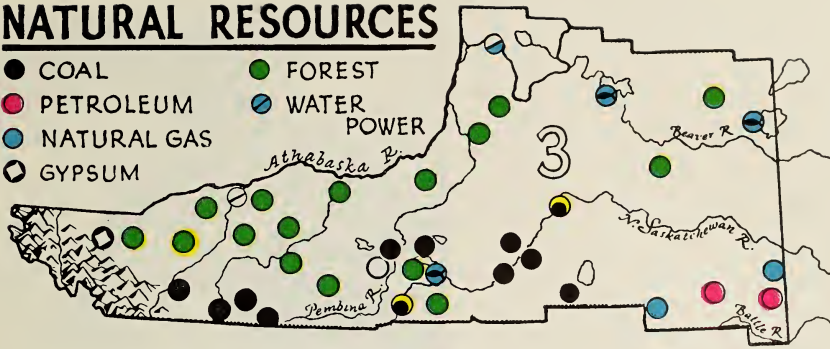 NATURAL RESOURCES
COAL
PETROLEUM
NATURAL GAS
GYPSUM
FOREST
WATER
POWER
Athabaska R.
3
Beaver R
N. Saskatchewan R.
Pembina R
Battle R